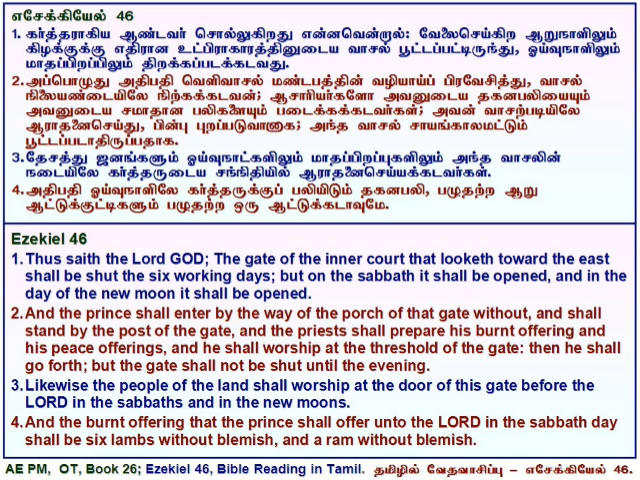 எசேக்கியேல் 46
1. கர்த்தராகிய ஆண்டவர் சொல்லுகிறது என்னவென்றால்: வேலைசெய்கிற ஆறுநாளிலும்
கிழக்குக்கு எதிரான உட்பிராகாரத்தினுடைய வாசல் பூட்டப்பட்டிருந்து, ஓய்வுநாளிலும்
மாதப்பிறப்பிலும் திறக்கப்படக்கடவது.
2. அப்பொழுது அதிபதி வெளிவாசல் மண்டபத்தின் வழியாய்ப் பிரவேசித்து, வாசல்
நிலையண்டையிலே நிற்கக்கடவன்; ஆசாரியர்களோ அவனுடைய தகனபலியையும்
அவனுடைய சமாதான பலிகளையும் படைக்கக்கடவர்கள்; அவன் வாசற்படியிலே
ஆராதனைசெய்து, பின்பு புறப்படுவானாக; அந்த வாசல் சாயங்காலமட்டும்
பூட்டப்படாதிருப்பதாக.
3. தேசத்து ஜனங்களும் ஓய்வுநாட்களிலும் மாதப்பிறப்புகளிலும் அந்த வாசலின்
நடையிலே கர்த்தருடைய சந்நிதியில் ஆராதனைசெய்யக்கடவர்கள்.
4. அதிபதி ஓய்வுநாளிலே கர்த்தருக்குப் பலியிடும் தகனபலி, பழுதற்ற ஆறு
ஆட்டுக்குட்டிகளும் பழுதற்ற ஒரு ஆட்டுக்கடாவுமே.
Ezekiel 46
1. Thus saith the Lord GOD; The gate of the inner court that looketh toward the east
shall be shut the six working days; but on the sabbath it shall be opened, and in the
day of the new moon it shall be opened.
2. And the prince shall enter by the way of the porch of that gate without, and shall
stand by the post of the gate, and the priests shall prepare his burnt offering and
his peace offerings, and he shall worship at the threshold of the gate: then he shall
go forth; but the gate shall not be shut until the evening.
3. Likewise the people of the land shall worship at the door of this gate before the
LORD in the sabbaths and in the new moons.
4. And the burnt offering that the prince shall offer unto the LORD in the sabbath day
shall be six lambs without blemish, and a ram without blemish.
AE PM, OT, Book 26; Ezekiel 46, Bible Reading in Tamil. தமிழில் வேதவாசிப்பு – எசேக்கியேல் 46.